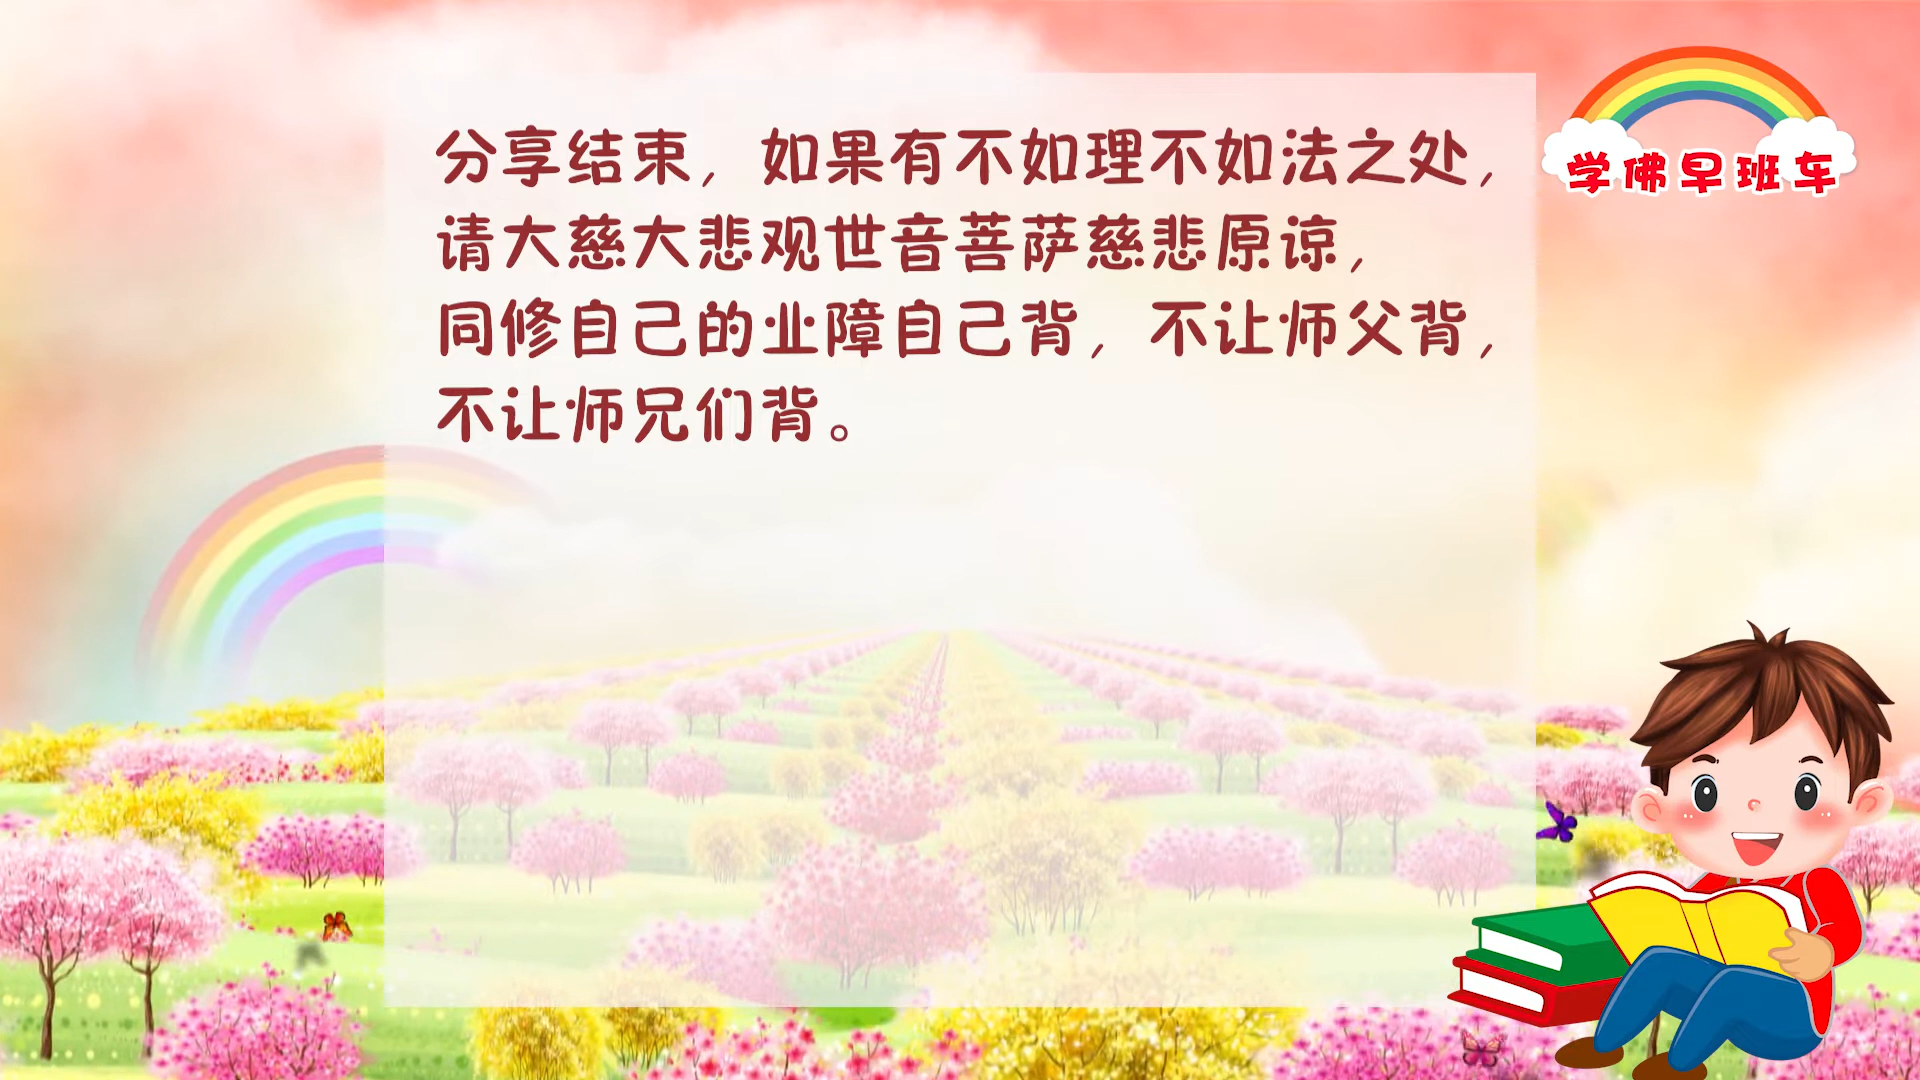 分享结束，如果有不如理不如法之处，
请大慈大悲观世音菩萨慈悲原谅，
同修自己的业障自己背，不让师父背，
不让师兄们背。
学佛早班车